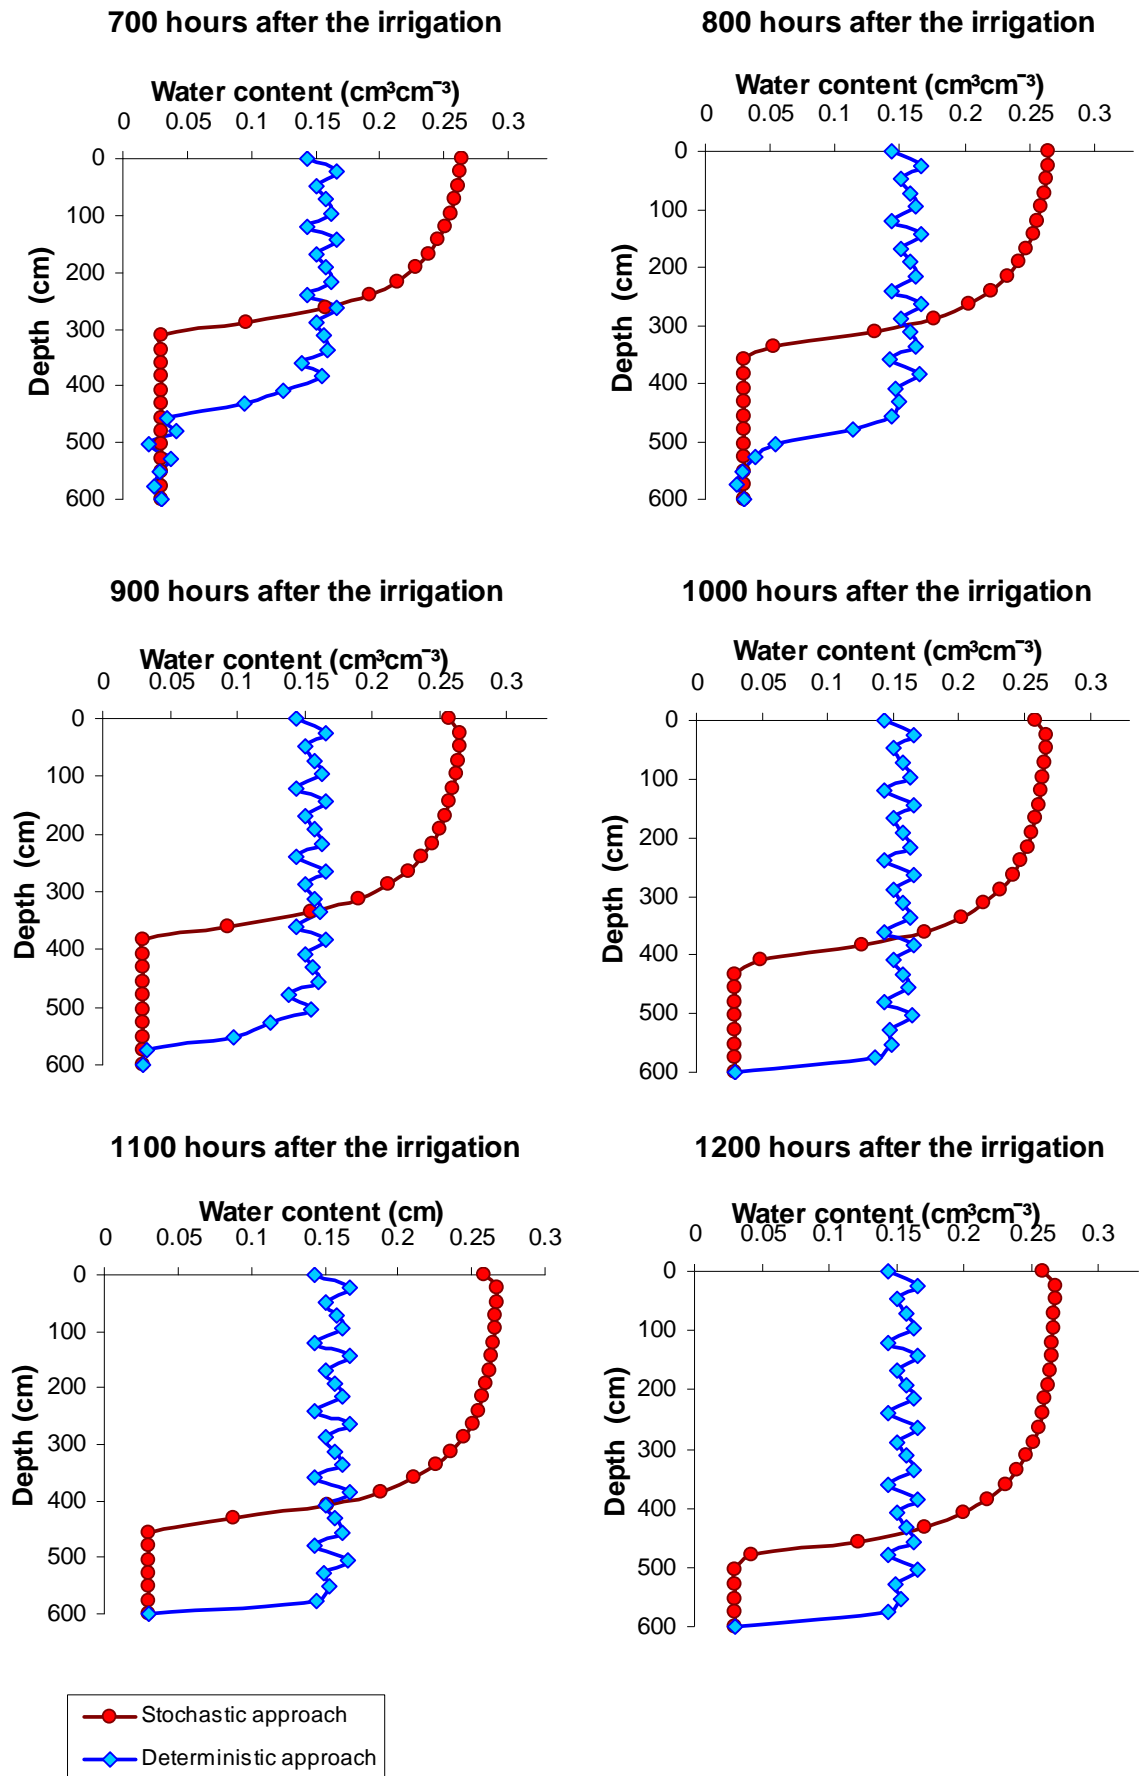 700 hours after the irrigation
Water content (cm³cm⁻³)
0 0.05 0.1 0.15 0.2 0.25 0.3
Depth (cm)
0
100
200
300
400
500
600
800 hours after the irrigation
Water content (cm³cm⁻³)
0 0.05 0.1 0.15 0.2 0.25 0.3
Depth (cm)
0
100
200
300
400
500
600
900 hours after the irrigation
Water content (cm³cm⁻³)
0 0.05 0.1 0.15 0.2 0.25 0.3
Depth (cm)
0
100
200
300
400
500
600
1000 hours after the irrigation
Water content (cm³cm⁻³)
0 0.05 0.1 0.15 0.2 0.25 0.3
Depth (cm)
0
100
200
300
400
500
600
1100 hours after the irrigation
Water content (cm)
0 0.05 0.1 0.15 0.2 0.25 0.3
Depth (cm)
0
100
200
300
400
500
600
1200 hours after the irrigation
Water content (cm³cm⁻³)
0 0.05 0.1 0.15 0.2 0.25 0.3
Depth (cm)
0
100
200
300
400
500
600
Stochastic approach
Deterministic approach